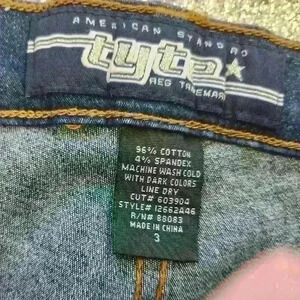 AMERICAN STANDARD
tyte
REG TRADEMARK
96% COTTON
4% SPANDEX
MACHINE WASH COLD
WITH DARK COLORS
LINE DRY
CUT# 603904
STYLE# 12662A46
R/N# 88083
MADE IN CHINA
3